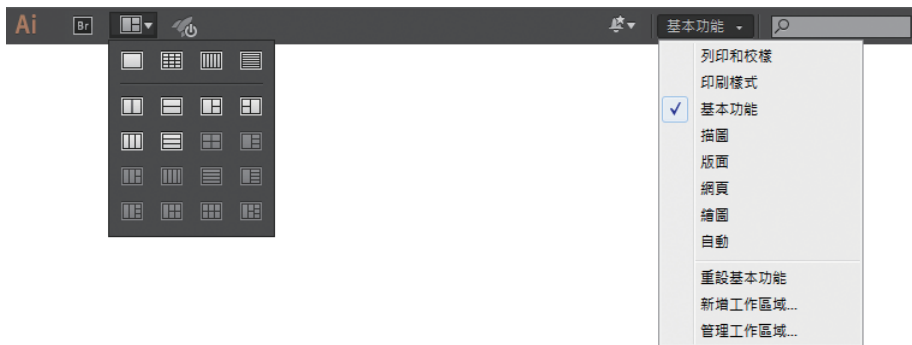 Ai Br 基本功能
列印和校樣
印刷樣式
基本功能
描圖
版面
網頁
繪圖
自動
重設基本功能
新增工作區域...
管理工作區域...